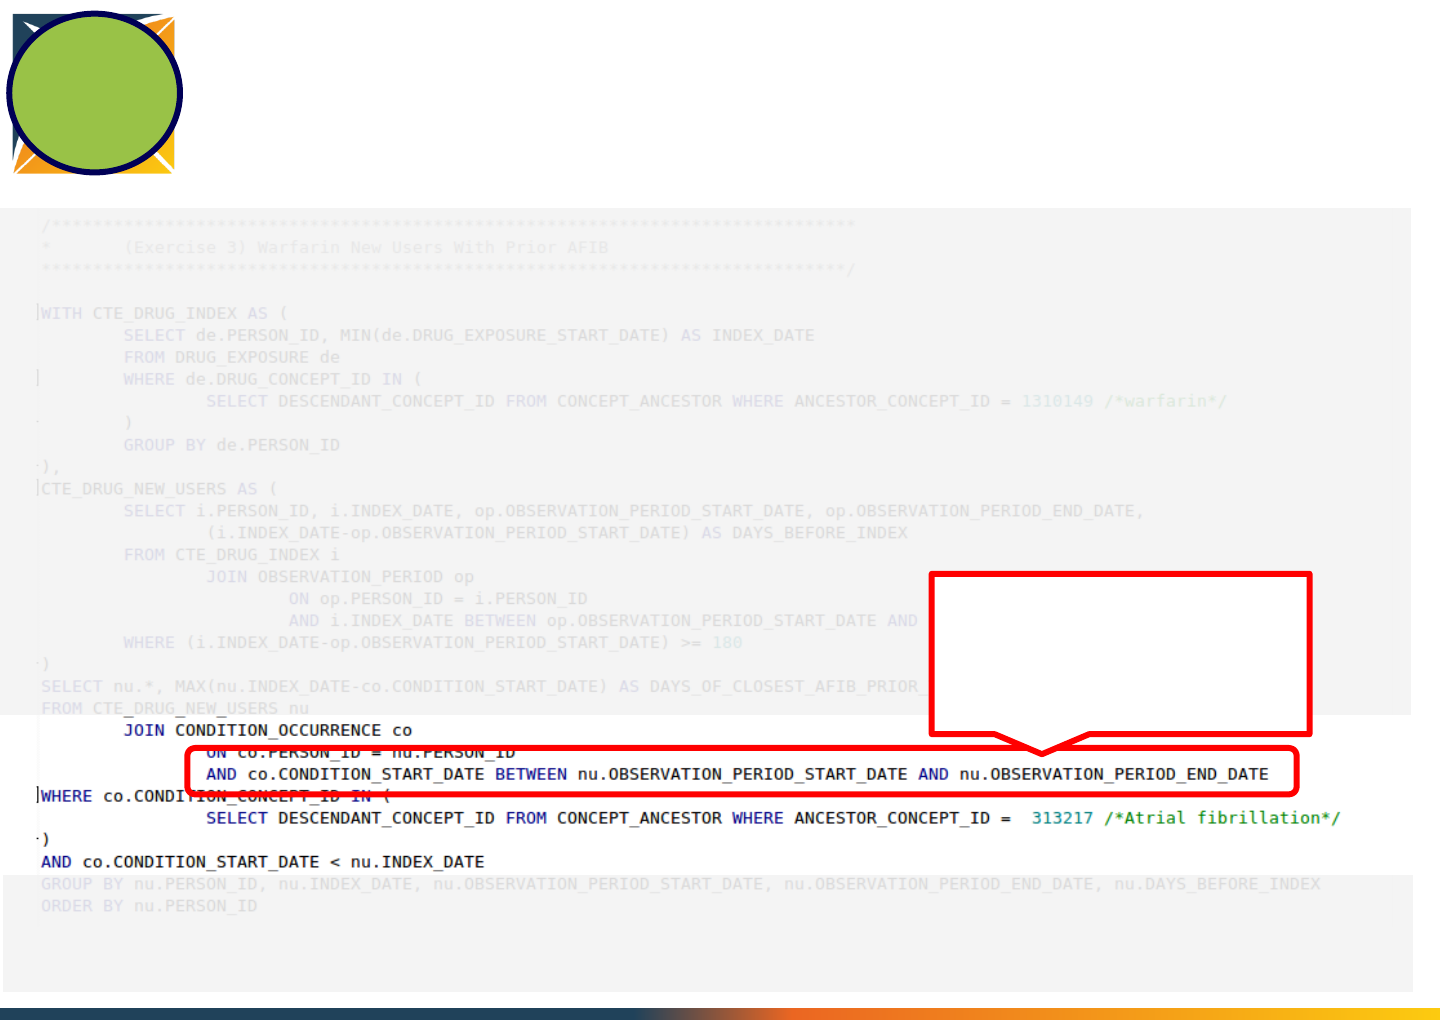 /******************************************************************************
* (Exercise 3) Warfarin New Users With Prior AFIB
******************************************************************************/
WITH CTE_DRUG_INDEX AS (
SELECT de.PERSON_ID, MIN(de.DRUG_EXPOSURE_START_DATE) AS INDEX_DATE
FROM DRUG_EXPOSURE de
WHERE de.DRUG_CONCEPT_ID IN (
SELECT DESCENDANT_CONCEPT_ID FROM CONCEPT_ANCESTOR WHERE ANCESTOR_CONCEPT_ID = 1310149 /*warfarin*/
)
GROUP BY de.PERSON_ID
),
CTE_DRUG_NEW_USERS AS (
SELECT i.PERSON_ID, i.INDEX_DATE, op.OBSERVATION_PERIOD_START_DATE, op.OBSERVATION_PERIOD_END_DATE,
(i.INDEX_DATE-op.OBSERVATION_PERIOD_START_DATE) AS DAYS_BEFORE_INDEX
FROM CTE_DRUG_INDEX i
JOIN OBSERVATION_PERIOD op
ON op.PERSON_ID = i.PERSON_ID
AND i.INDEX_DATE BETWEEN op.OBSERVATION_PERIOD_START_DATE AND
WHERE (i.INDEX_DATE-op.OBSERVATION_PERIOD_START_DATE) >= 180
)
SELECT nu.*, MAX(nu.INDEX_DATE-co.CONDITION_START_DATE) AS DAYS_OF_CLOSEST_AFIB_PRIOR_
FROM CTE_DRUG_NEW_USERS nu
JOIN CONDITION_OCCURRENCE co
ON co.PERSON_ID = nu.PERSON_ID
AND co.CONDITION_START_DATE BETWEEN nu.OBSERVATION_PERIOD_START_DATE AND nu.OBSERVATION_PERIOD_END_DATE
WHERE co.CONDITION_CONCEPT_ID IN (
SELECT DESCENDANT_CONCEPT_ID FROM CONCEPT_ANCESTOR WHERE ANCESTOR_CONCEPT_ID = 313217 /*Atrial fibrillation*/
)
AND co.CONDITION_START_DATE < nu.INDEX_DATE
GROUP BY nu.PERSON_ID, nu.INDEX_DATE, nu.OBSERVATION_PERIOD_START_DATE, nu.OBSERVATION_PERIOD_END_DATE, nu.DAYS_BEFORE_INDEX
ORDER BY nu.PERSON_ID